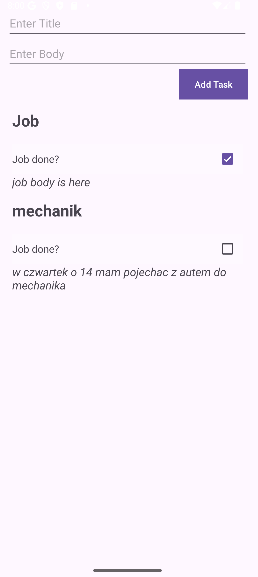 Enter Title
Enter Body
Add Task
Job
Job done?
job body is here
mechanik
Job done?
w czwartek o 14 mam pojechac z autem do
mechanika